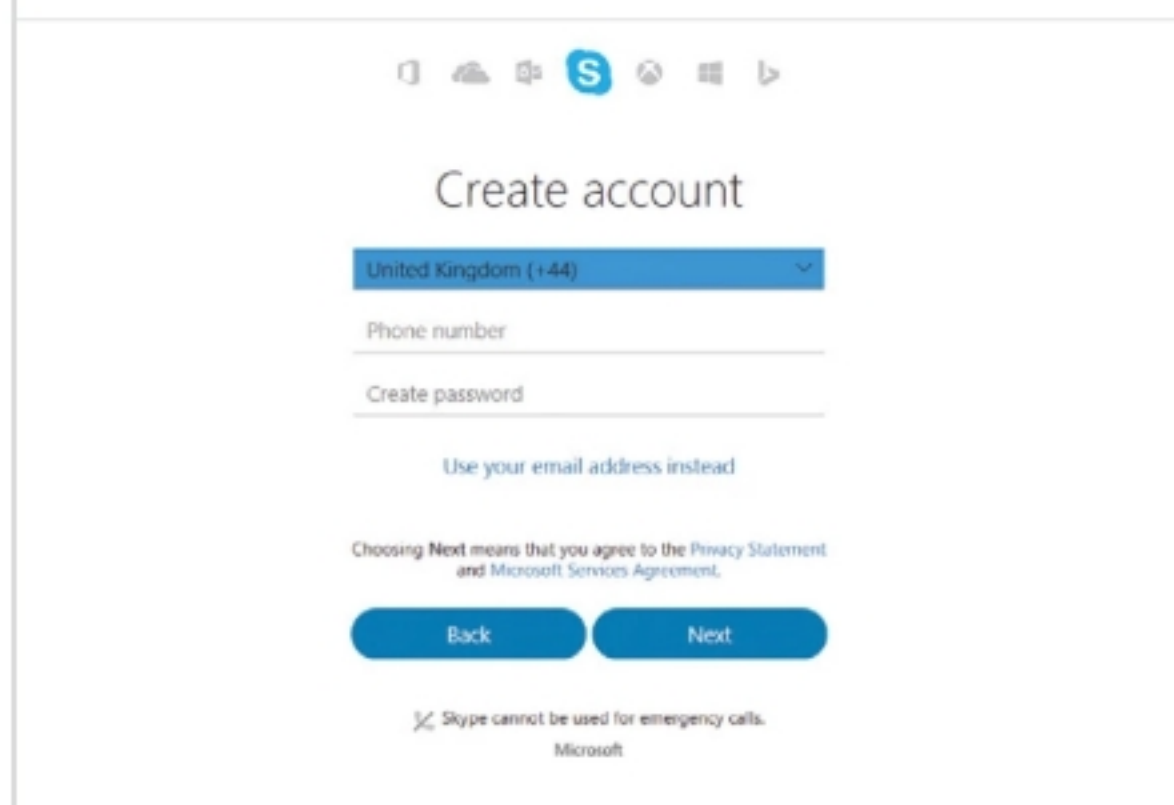 Create account
United Kingdom (+44)
Phone number
Create password
Use your email address instead
Choosing Next means that you agree to the Privacy Statement
and Microsoft Services Agreement.
Back Next
Skype cannot be used for emergency calls.
Microsoft